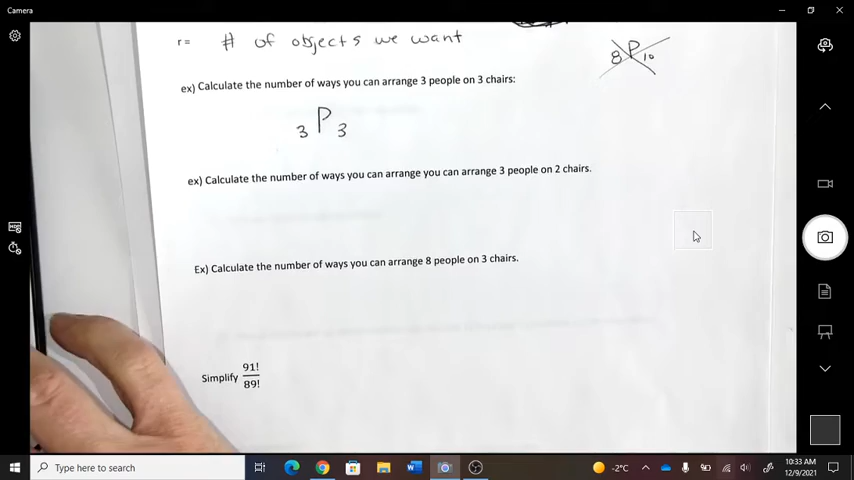 Camera
r = # of objects we want
8P10
ex) Calculate the number of ways you can arrange 3 people on 3 chairs:
3P3
ex) Calculate the number of ways you can arrange you can arrange 3 people on 2 chairs.
Ex) Calculate the number of ways you can arrange 8 people on 3 chairs.
Simplify 91!
89!
Type here to search
-2°C
10:33 AM
12/9/2021